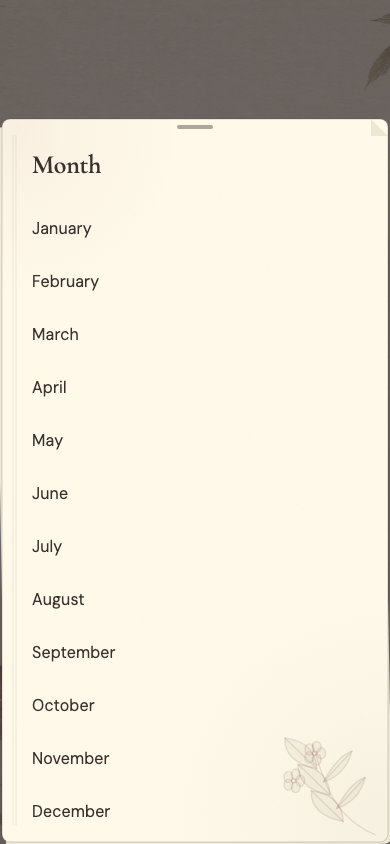 Month
January
February
March
April
May
June
July
August
September
October
November
December